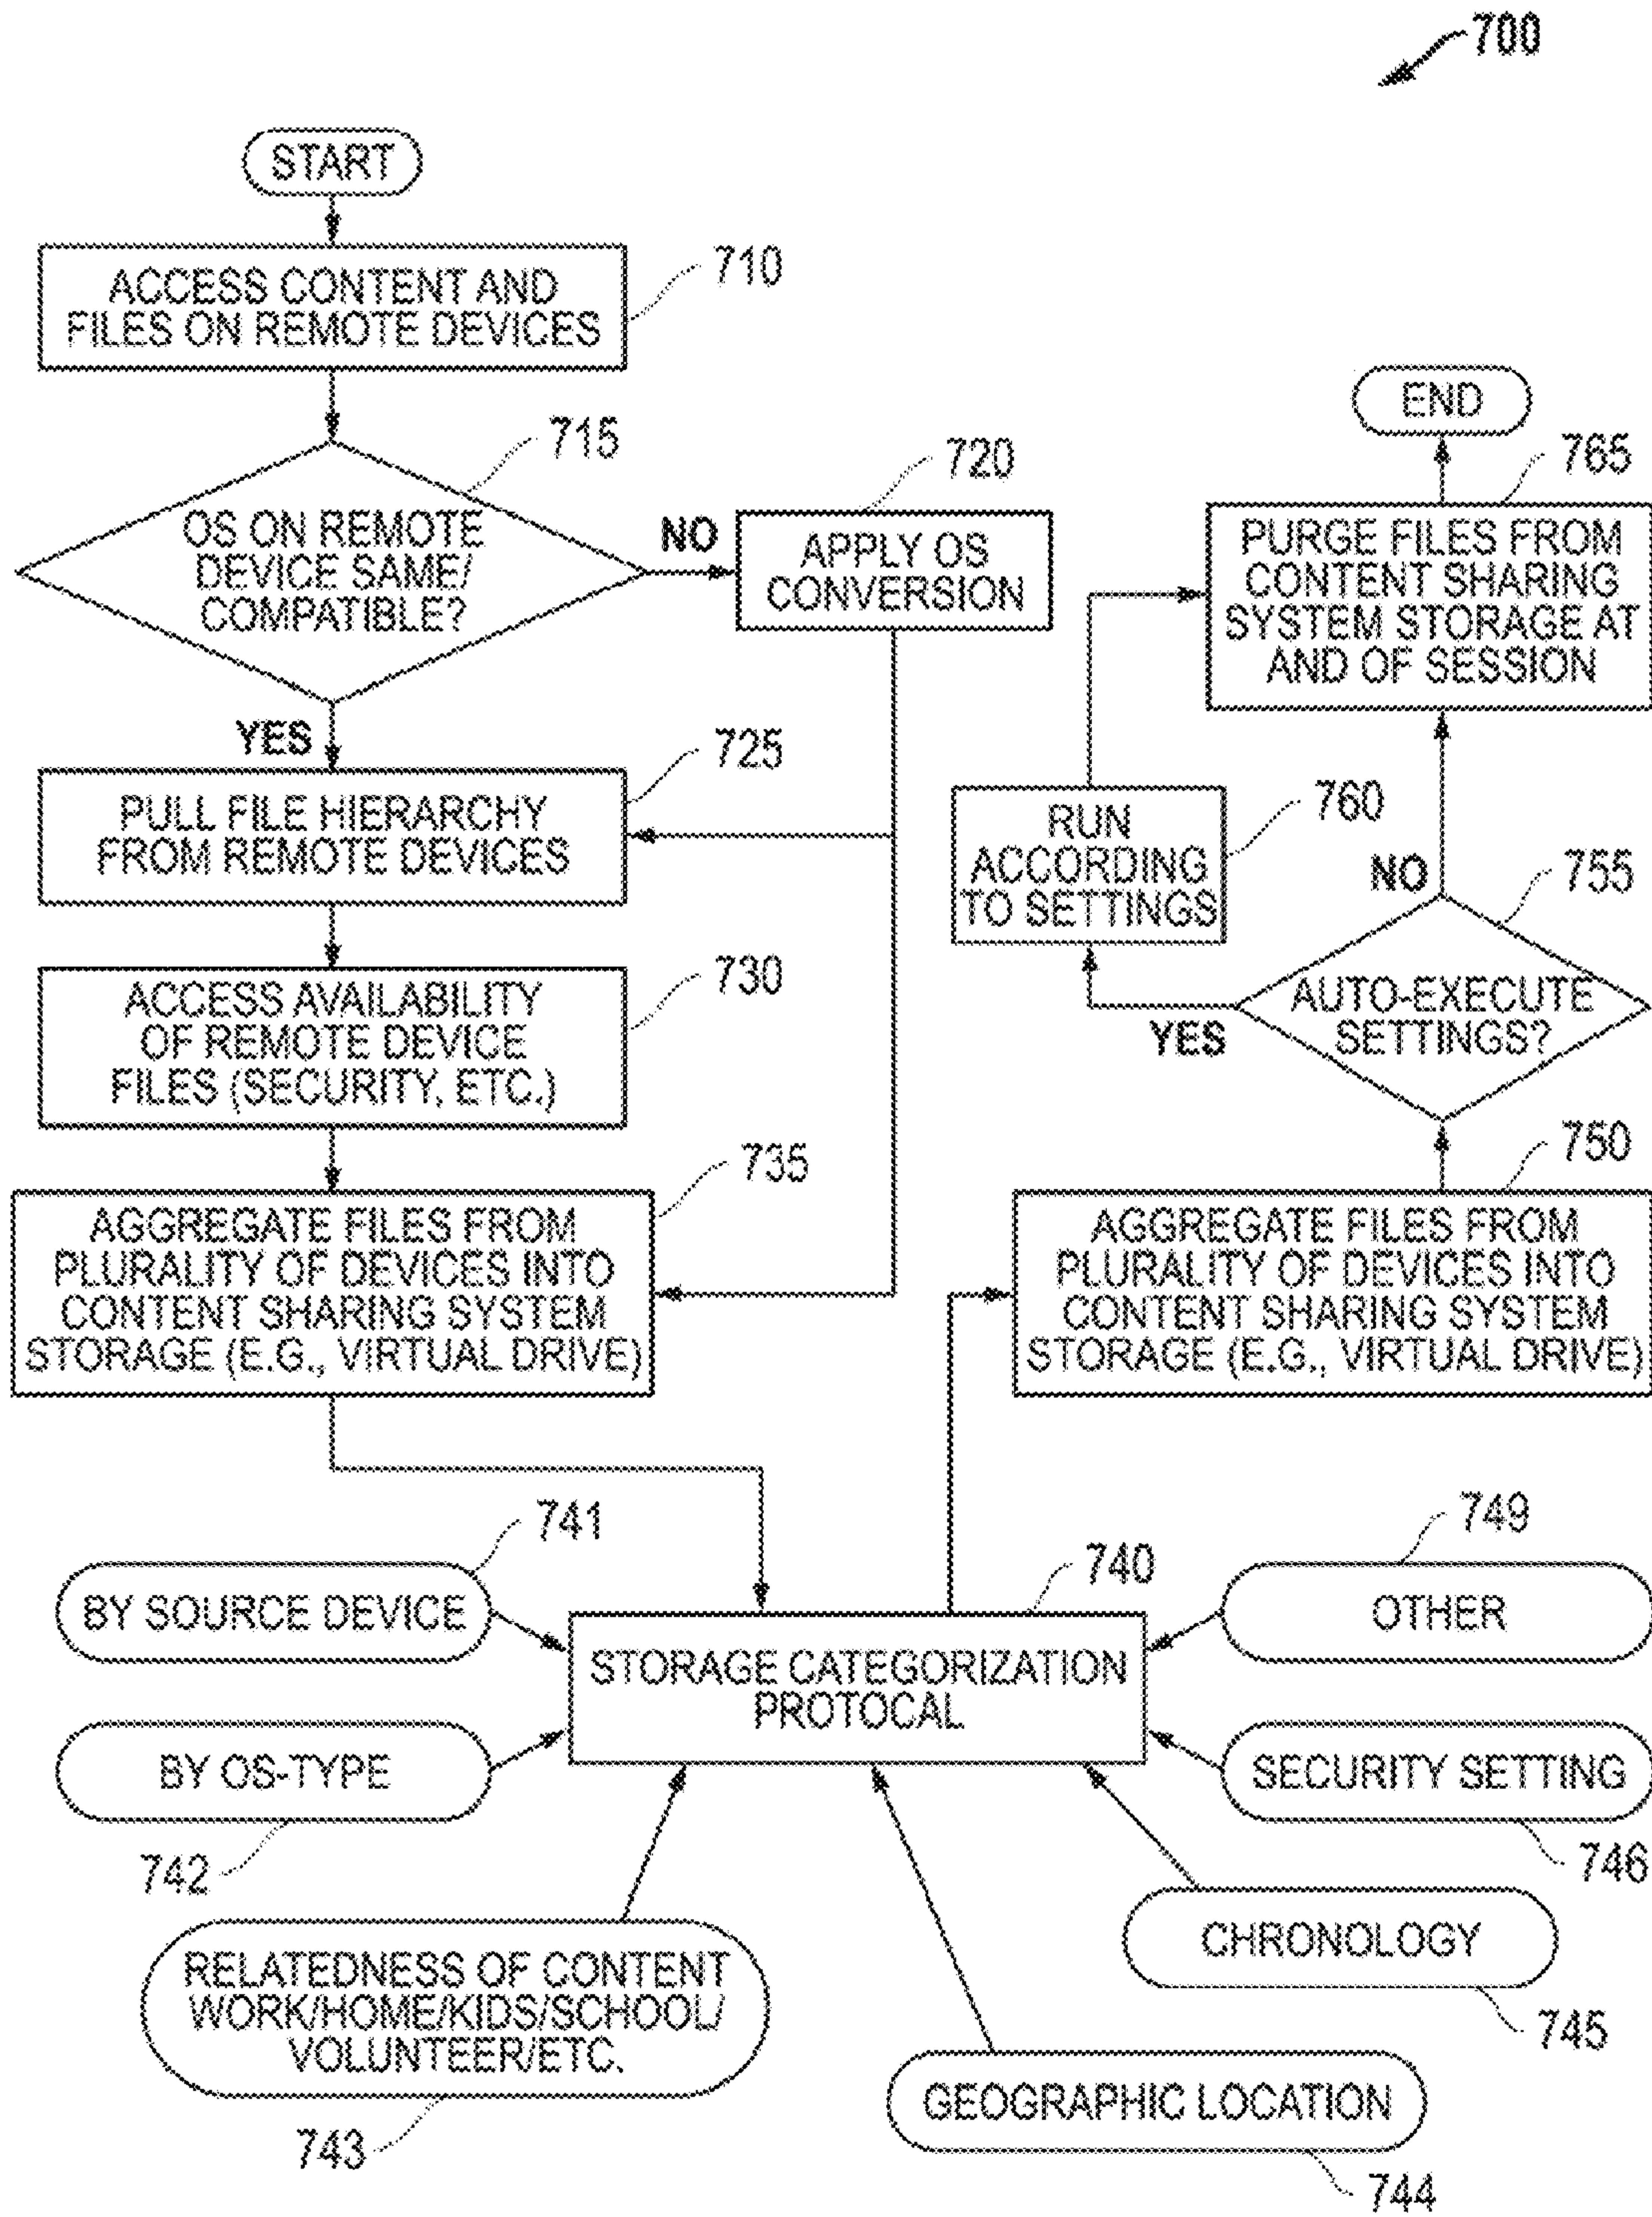 700
START
710
ACCESS CONTENT AND
FILES ON REMOTE DEVICES
715
OS ON REMOTE
DEVICE SAME/
COMPATIBLE?
NO
YES
720
APPLY OS
CONVERSION
725
PULL FILE HIERARCHY
FROM REMOTE DEVICES
730
ACCESS AVAILABILITY
OF REMOTE DEVICE
FILES (SECURITY, ETC.)
735
AGGREGATE FILES FROM
PLURALITY OF DEVICES INTO
CONTENT SHARING SYSTEM
STORAGE (E.G., VIRTUAL DRIVE)
END
765
PURGE FILES FROM
CONTENT SHARING
SYSTEM STORAGE AT
AND OF SESSION
760
RUN
ACCORDING
TO SETTINGS
NO
755
AUTO-EXECUTE
SETTINGS?
YES
750
AGGREGATE FILES FROM
PLURALITY OF DEVICES INTO
CONTENT SHARING SYSTEM
STORAGE (E.G., VIRTUAL DRIVE)
741
BY SOURCE DEVICE
740
STORAGE CATEGORIZATION
PROTOCAL
749
OTHER
BY OS-TYPE
742
SECURITY SETTING
746
RELATEDNESS OF CONTENT
WORK/HOME/KIDS/SCHOOL/
VOLUNTEER/ETC.
743
CHRONOLOGY
745
GEOGRAPHIC LOCATION
744